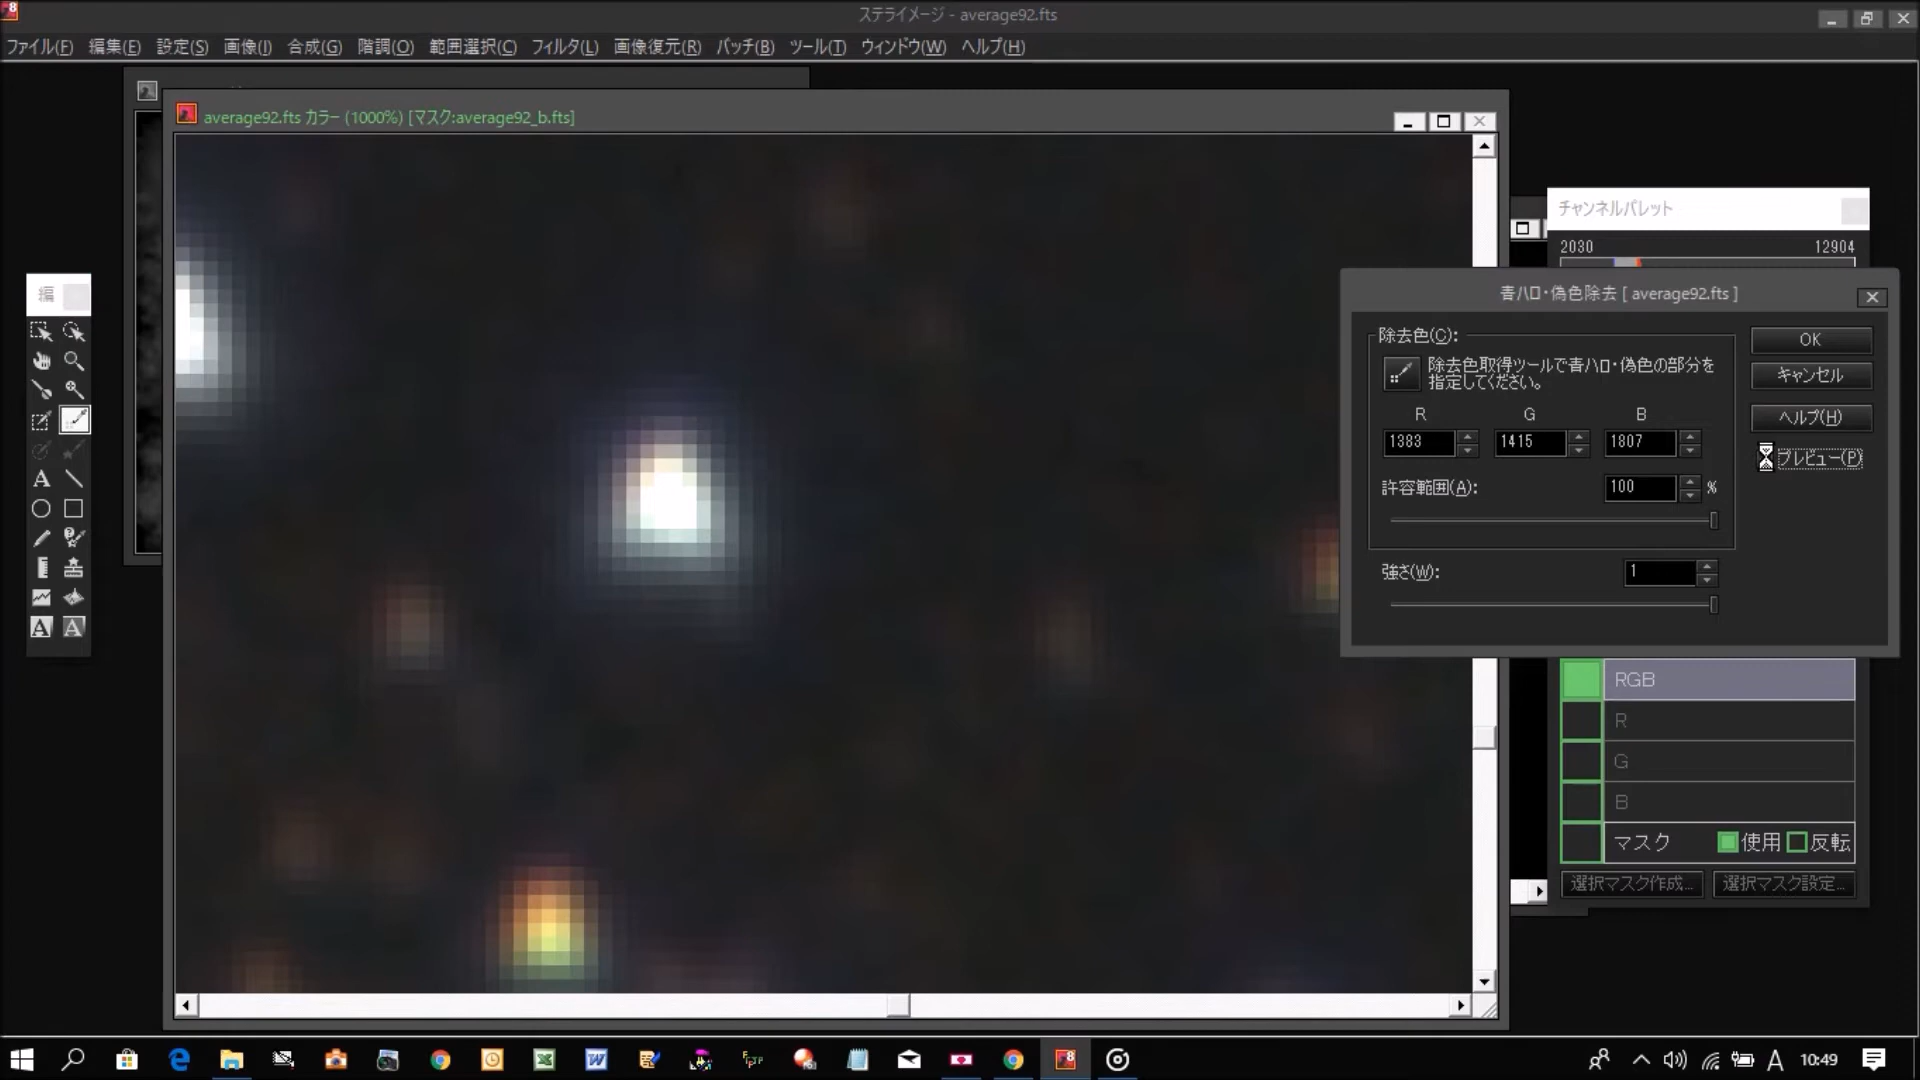 ステライメージ - average92.fts
ファイル(F) 編集(E) 設定(S) 画像(I) 合成(G) 階調(O) 範囲選択(C) フィルタ(L) 画像復元(R) バッチ(B) ツール(T) ウィンドウ(W) ヘルプ(H)
average92.fts カラー (1000%) [マスク:average92_b.fts]
編
チャンネルパレット
2030 12904
青ハロ・偽色除去 [ average92.fts ]
除去色(C):
除去色取得ツールで青ハロ・偽色の部分を
指定してください。
R G B
1383 1415 1807
許容範囲(A): 100 %
強さ(W): 1
OK
キャンセル
ヘルプ(H)
プレビュー(P)
RGB
R
G
B
マスク 使用 反転
選択マスク作成... 選択マスク設定...
A 10:49